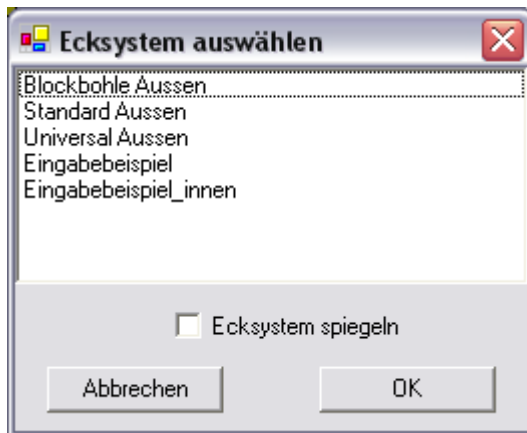 Ecksystem auswählen
Blockbohle Aussen
Standard Aussen
Universal Aussen
Eingabebeispiel
Eingabebeispiel_innen
Ecksystem spiegeln
Abbrechen OK